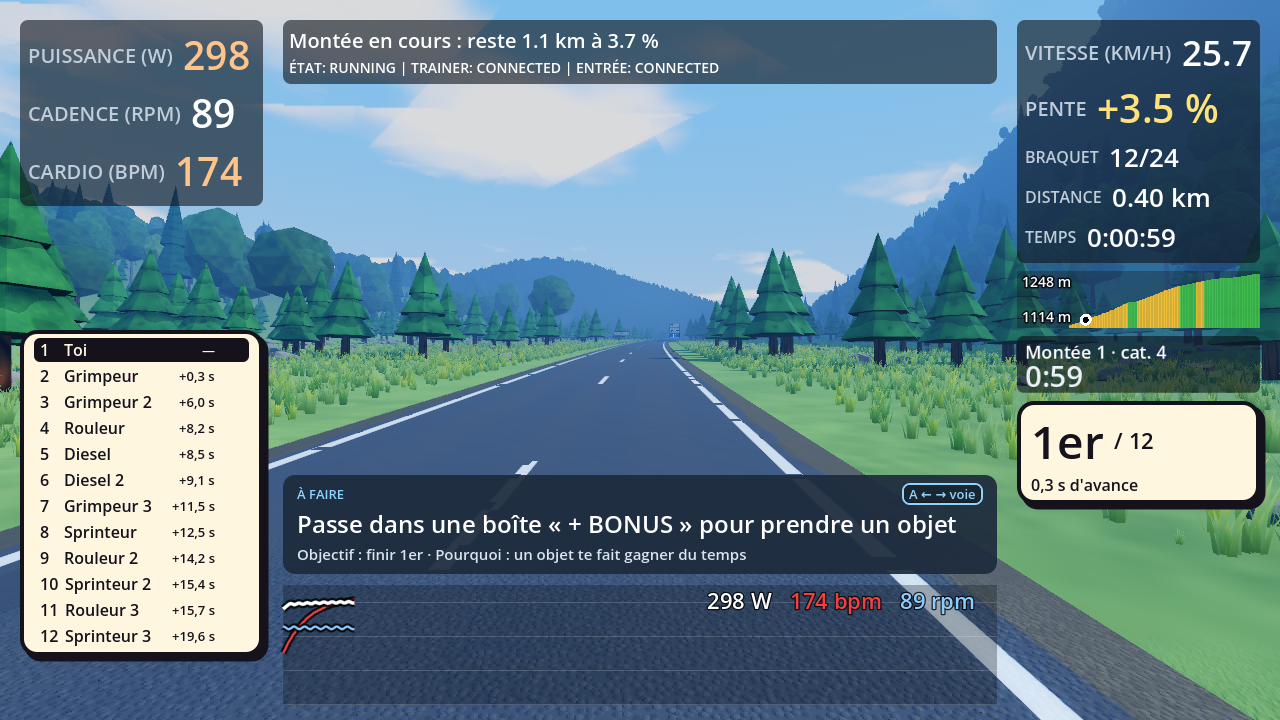 PUISSANCE (W) 298
CADENCE (RPM) 89
CARDIO (BPM) 174
Montée en cours : reste 1.1 km à 3.7 %
ÉTAT: RUNNING | TRAINER: CONNECTED | ENTRÉE: CONNECTED
VITESSE (KM/H) 25.7
PENTE +3.5 %
BRAQUET 12/24
DISTANCE 0.40 km
TEMPS 0:00:59
1248 m
1114 m
Montée 1 · cat. 4
0:59
1er / 12
0,3 s d'avance
1 Toi —
2 Grimpeur +0,3 s
3 Grimpeur 2 +6,0 s
4 Rouleur +8,2 s
5 Diesel +8,5 s
6 Diesel 2 +9,1 s
7 Grimpeur 3 +11,5 s
8 Sprinteur +12,5 s
9 Rouleur 2 +14,2 s
10 Sprinteur 2 +15,4 s
11 Rouleur 3 +15,7 s
12 Sprinteur 3 +19,6 s
À FAIRE
A ← → voie
Passe dans une boîte « + BONUS » pour prendre un objet
Objectif : finir 1er · Pourquoi : un objet te fait gagner du temps
298 W 174 bpm 89 rpm